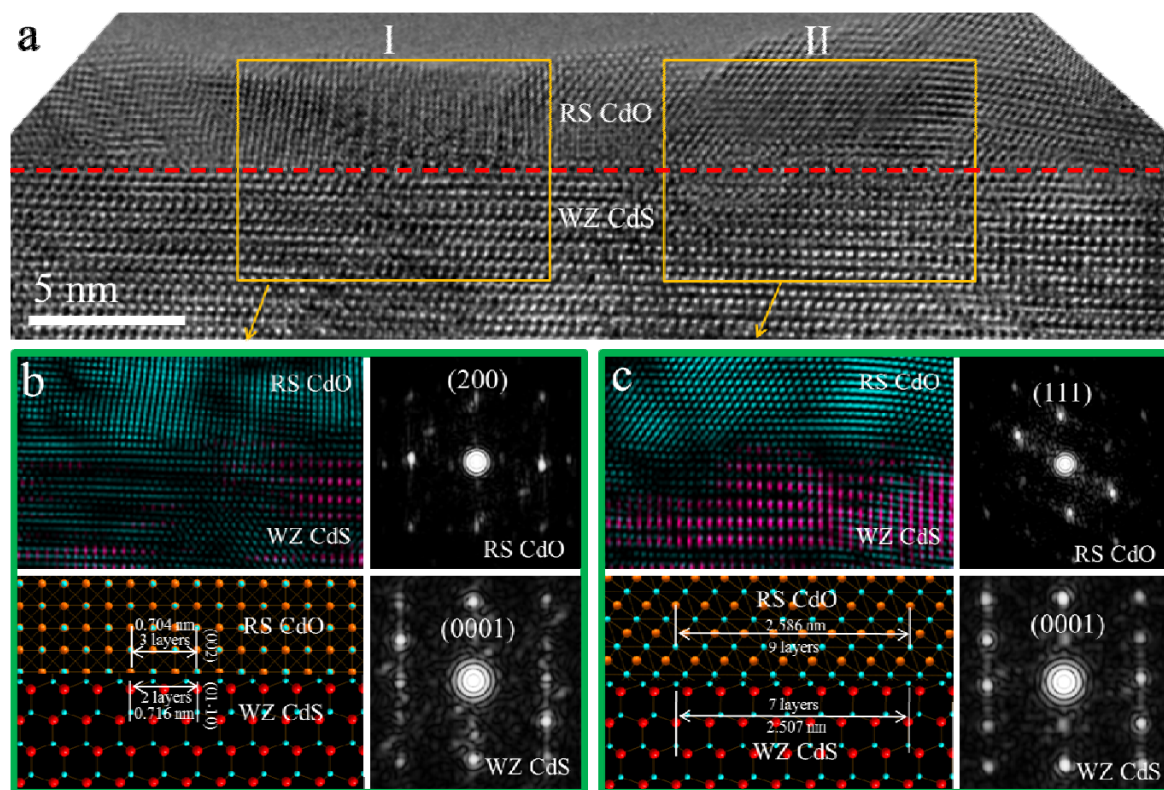 a
I
II
RS CdO
WZ CdS
5 nm
b
RS CdO
WZ CdS
(200)
RS CdO
0.704 nm
3 layers
(002)
RS CdO
2 layers
0.716 nm
(01-10)
WZ CdS
(0001)
WZ CdS
c
RS CdO
WZ CdS
(111)
RS CdO
RS CdO
2.586 nm
9 layers
7 layers
2.507 nm
WZ CdS
(0001)
WZ CdS